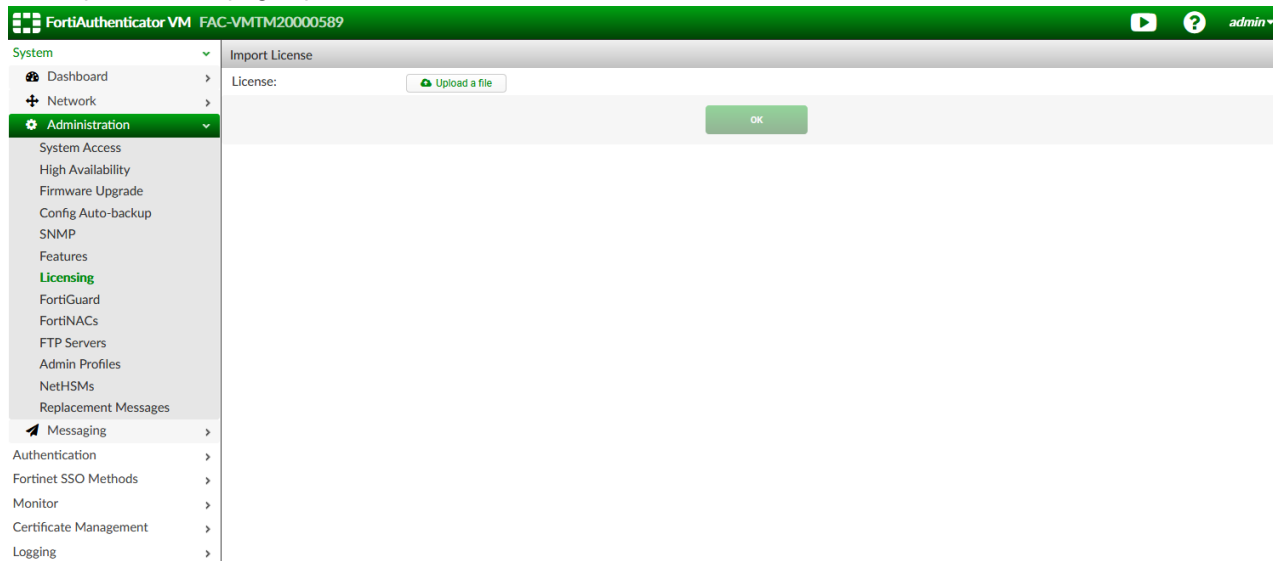 FortiAuthenticator VM FAC-VMTM20000589 admin
System
Dashboard
Network
Administration
System Access
High Availability
Firmware Upgrade
Config Auto-backup
SNMP
Features
Licensing
FortiGuard
FortiNACs
FTP Servers
Admin Profiles
NetHSMs
Replacement Messages
Messaging
Authentication
Fortinet SSO Methods
Monitor
Certificate Management
Logging
Import License
License: Upload a file
OK